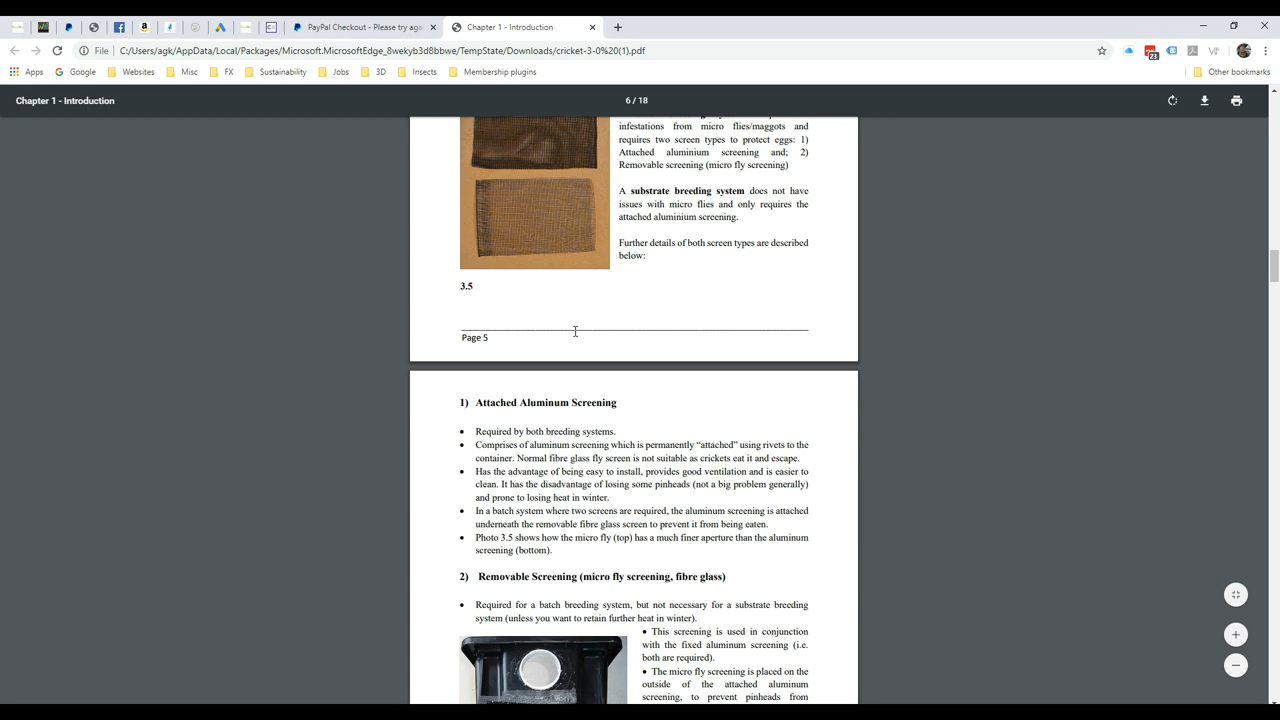 PayPal Checkout - Please try agai
Chapter 1 - Introduction
File
C:/Users/agk/AppData/Local/Packages/Microsoft.MicrosoftEdge_8wekyb3d8bbwe/TempState/Downloads/cricket-3-0%20(1).pdf
23
Apps
Google
Websites
Misc
FX
Sustainability
Jobs
3D
Insects
Membership plugins
Other bookmarks
Chapter 1 - Introduction
6 / 18
infestations from micro flies/maggots and
requires two screen types to protect eggs: 1)
Attached aluminium screening and; 2)
Removable screening (micro fly screening)
A substrate breeding system does not have
issues with micro flies and only requires the
attached aluminium screening.
Further details of both screen types are described
below:
3.5
Page 5
1) Attached Aluminum Screening
• Required by both breeding systems.
• Comprises of aluminum screening which is permanently “attached” using rivets to the
container. Normal fibre glass fly screen is not suitable as crickets eat it and escape.
• Has the advantage of being easy to install, provides good ventilation and is easier to
clean. It has the disadvantage of losing some pinheads (not a big problem generally)
and prone to losing heat in winter.
• In a batch system where two screens are required, the aluminum screening is attached
underneath the removable fibre glass screen to prevent it from being eaten.
• Photo 3.5 shows how the micro fly (top) has a much finer aperture than the aluminum
screening (bottom).
2) Removable Screening (micro fly screening, fibre glass)
• Required for a batch breeding system, but not necessary for a substrate breeding
system (unless you want to retain further heat in winter).
• This screening is used in conjunction
with the fixed aluminum screening (i.e.
both are required).
• The micro fly screening is placed on the
outside of the attached aluminum
screening, to prevent pinheads from